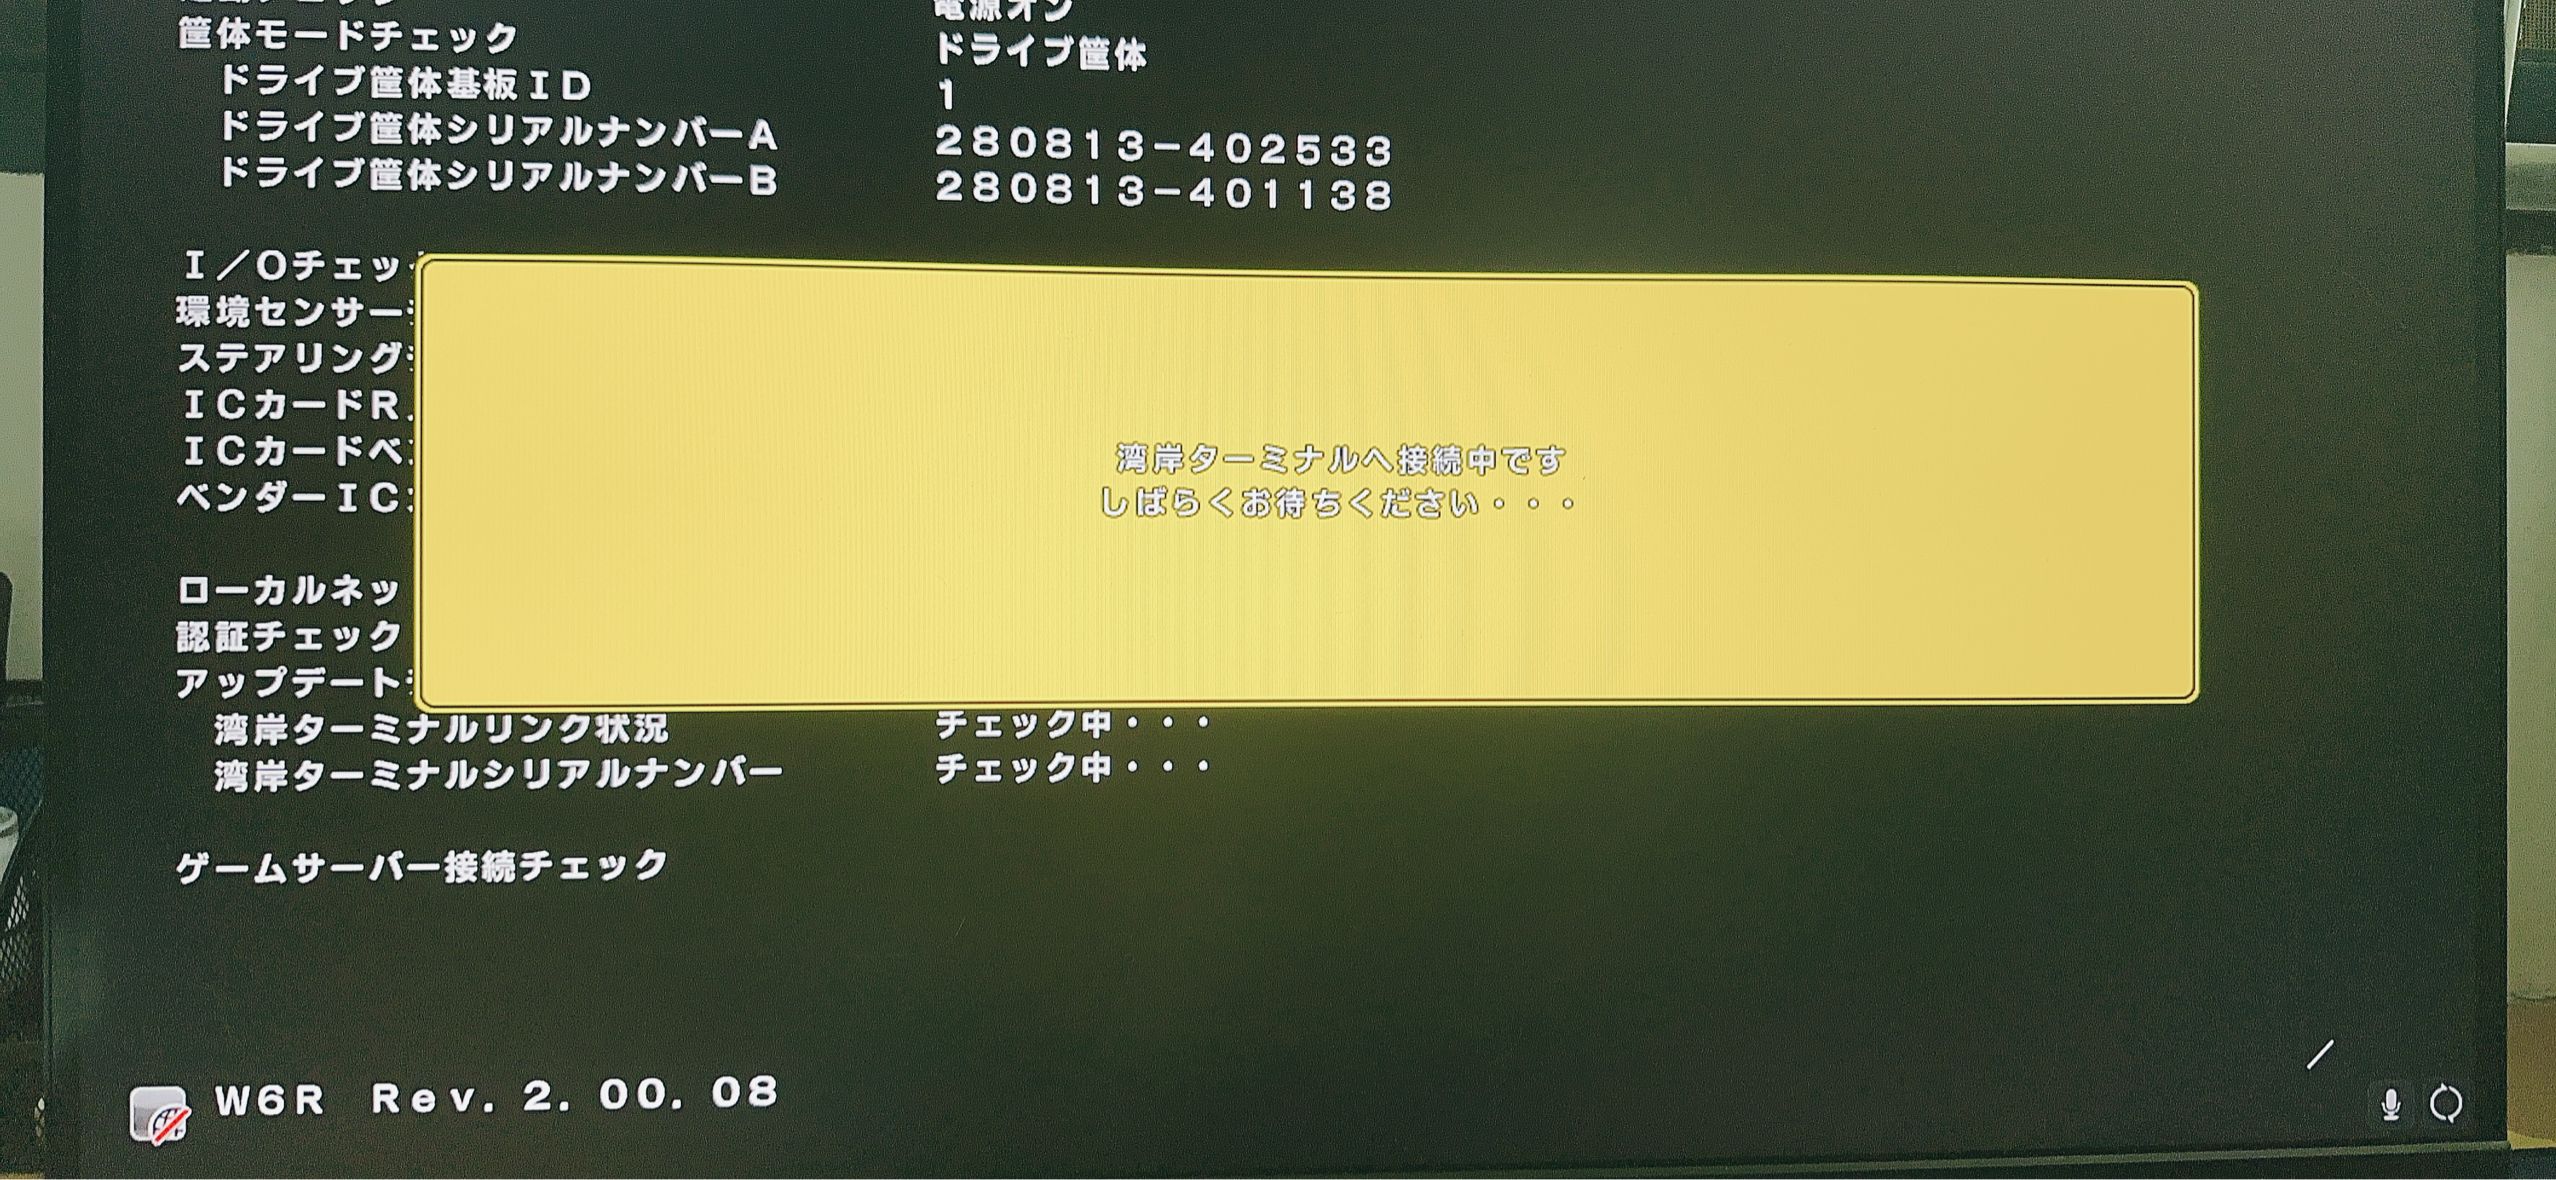 電源オン
筐体モードチェック ドライブ筐体
ドライブ筐体基板ID 1
ドライブ筐体シリアルナンバーA 280813-402533
ドライブ筐体シリアルナンバーB 280813-401138
I/Oチェッ
環境センサー
ステアリング
ICカードR
ICカードベ
ベンダーIC
湾岸ターミナルへ接続中です
しばらくお待ちください・・・
ローカルネッ
認証チェック
アップデート
湾岸ターミナルリンク状況 チェック中・・・
湾岸ターミナルシリアルナンバー チェック中・・・
ゲームサーバー接続チェック
W6R Rev. 2. 00. 08